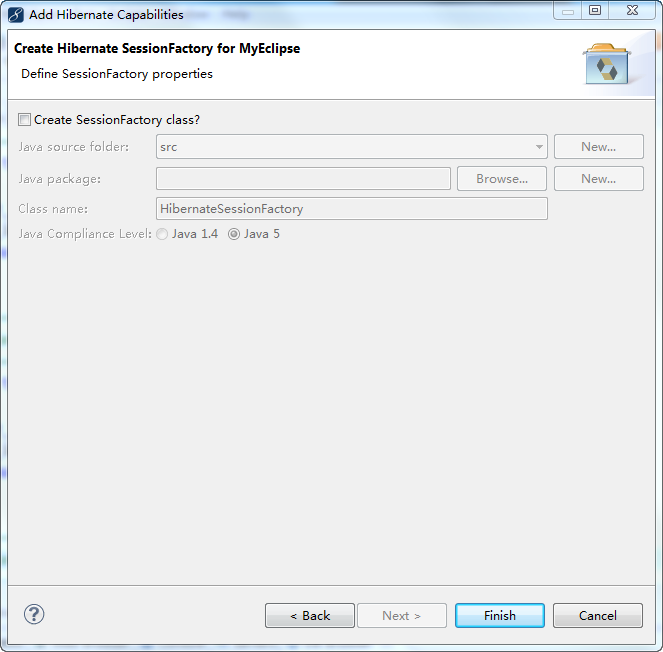 Add Hibernate Capabilities
Create Hibernate SessionFactory for MyEclipse
Define SessionFactory properties
Create SessionFactory class?
Java source folder: src New...
Java package: Browse... New...
Class name: HibernateSessionFactory
Java Compliance Level: Java 1.4 Java 5
? < Back Next > Finish Cancel